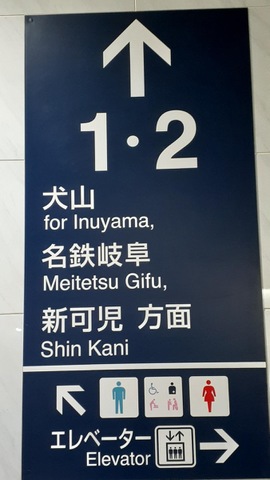 1・2
犬山
for Inuyama,
名鉄岐阜
Meitetsu Gifu,
新可児 方面
Shin Kani
エレベーター
Elevator